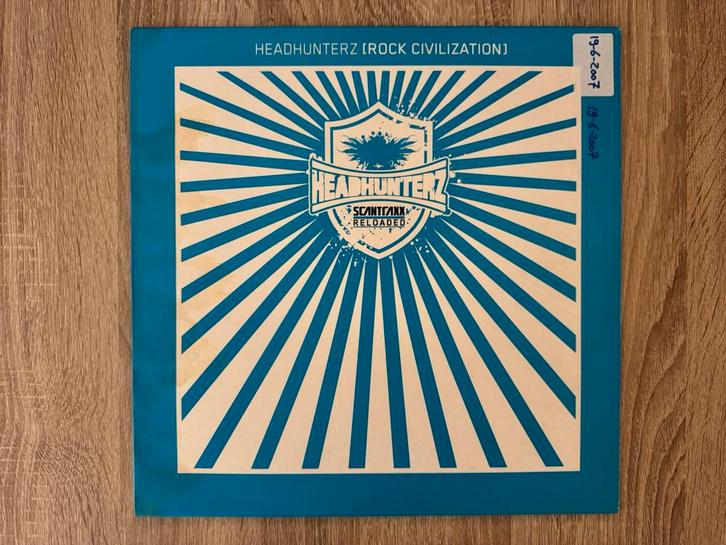 HEADHUNTERZ [ROCK CIVILIZATION]
19-6-2007
19-6-2007
HEADHUNTERZ
SCANTRAXX
RELOADED